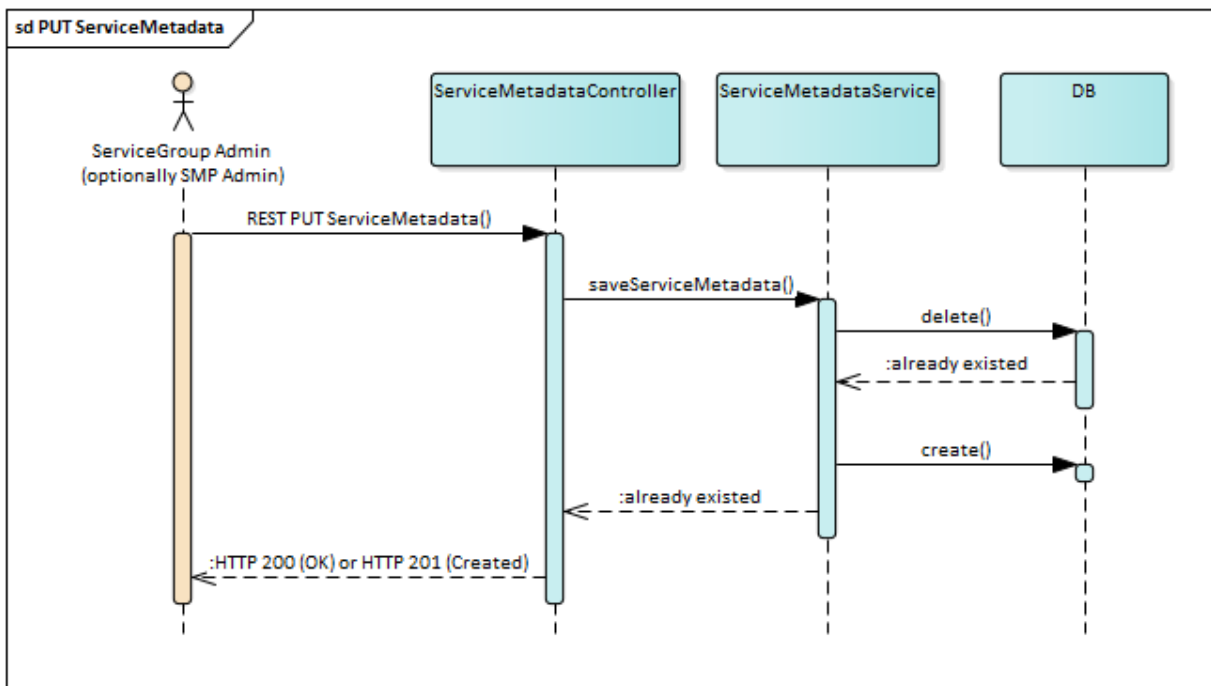 sd PUT ServiceMetadata
ServiceGroup Admin
(optionally SMP Admin)
ServiceMetadataController
ServiceMetadataService
DB
REST PUT ServiceMetadata()
saveServiceMetadata()
delete()
:already existed
create()
:already existed
:HTTP 200 (OK) or HTTP 201 (Created)